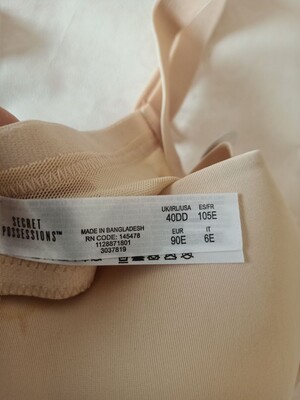 SECRET
POSSESSIONS™
MADE IN BANGLADESH
RN CODE: 145478
1128871801
3037819
UK/IRL/USA ES/FR
40DD 105E
EUR IT
90E 6E